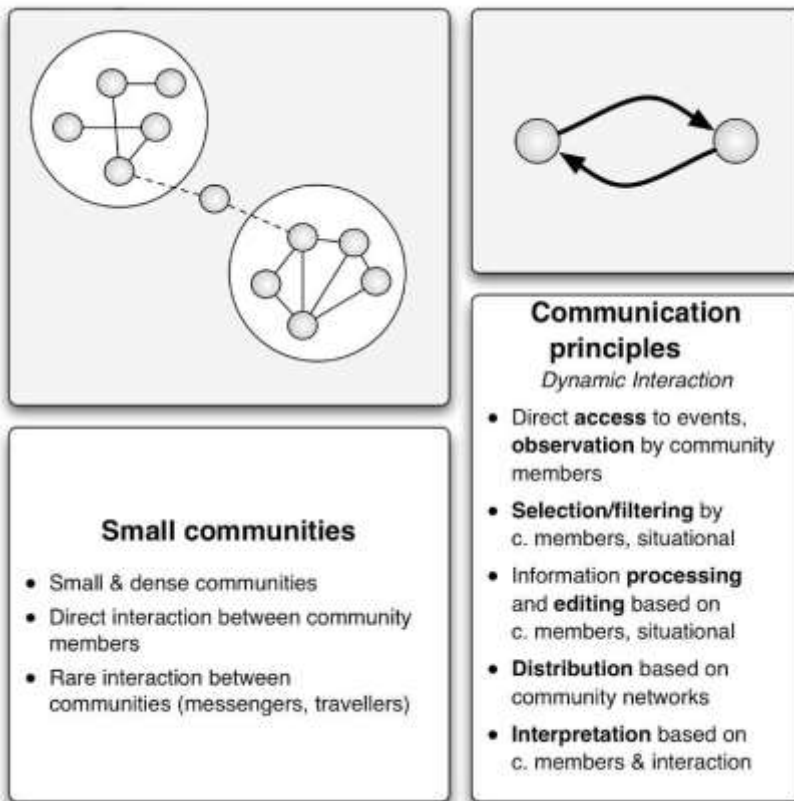 Small communities
• Small & dense communities
• Direct interaction between community
members
• Rare interaction between
communities (messengers, travellers)
Communication
principles
Dynamic Interaction
• Direct access to events,
observation by community
members
• Selection/filtering by
c. members, situational
• Information processing
and editing based on
c. members, situational
• Distribution based on
community networks
• Interpretation based on
c. members & interaction